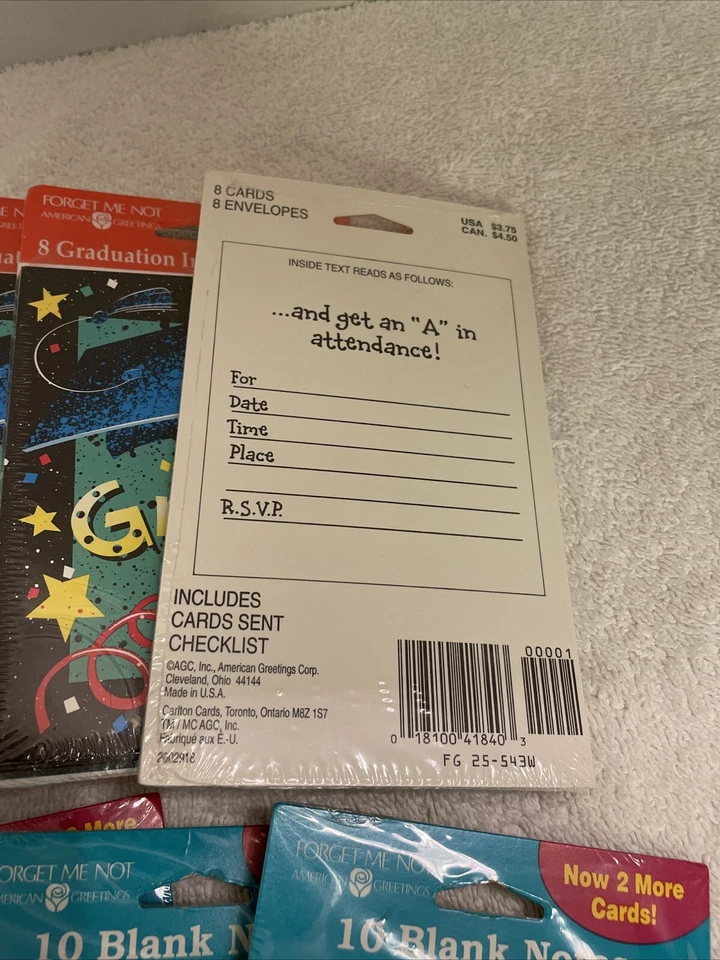 8 CARDS
8 ENVELOPES
USA $3.75
CAN. $4.50
INSIDE TEXT READS AS FOLLOWS:
...and get an "A" in
attendance!
For
Date
Time
Place
R.S.V.P.
INCLUDES
CARDS SENT
CHECKLIST
©AGC, Inc., American Greetings Corp.
Cleveland, Ohio 44144
Made in U.S.A.
Carlton Cards, Toronto, Ontario M8Z 1S7
TM / MC AGC, Inc.
Fabriqué aux É.-U.
2602918
00001
0 18100 41840 3
FG 25-543W
FORGET ME NOT
AMERICAN GREETINGS
8 Graduation
G
2 More
FORGET ME NOT
AMERICAN GREETINGS
10 Blank N
FORGET ME NOT
AMERICAN GREETINGS
Now 2 More
Cards!
10 Blank Notes